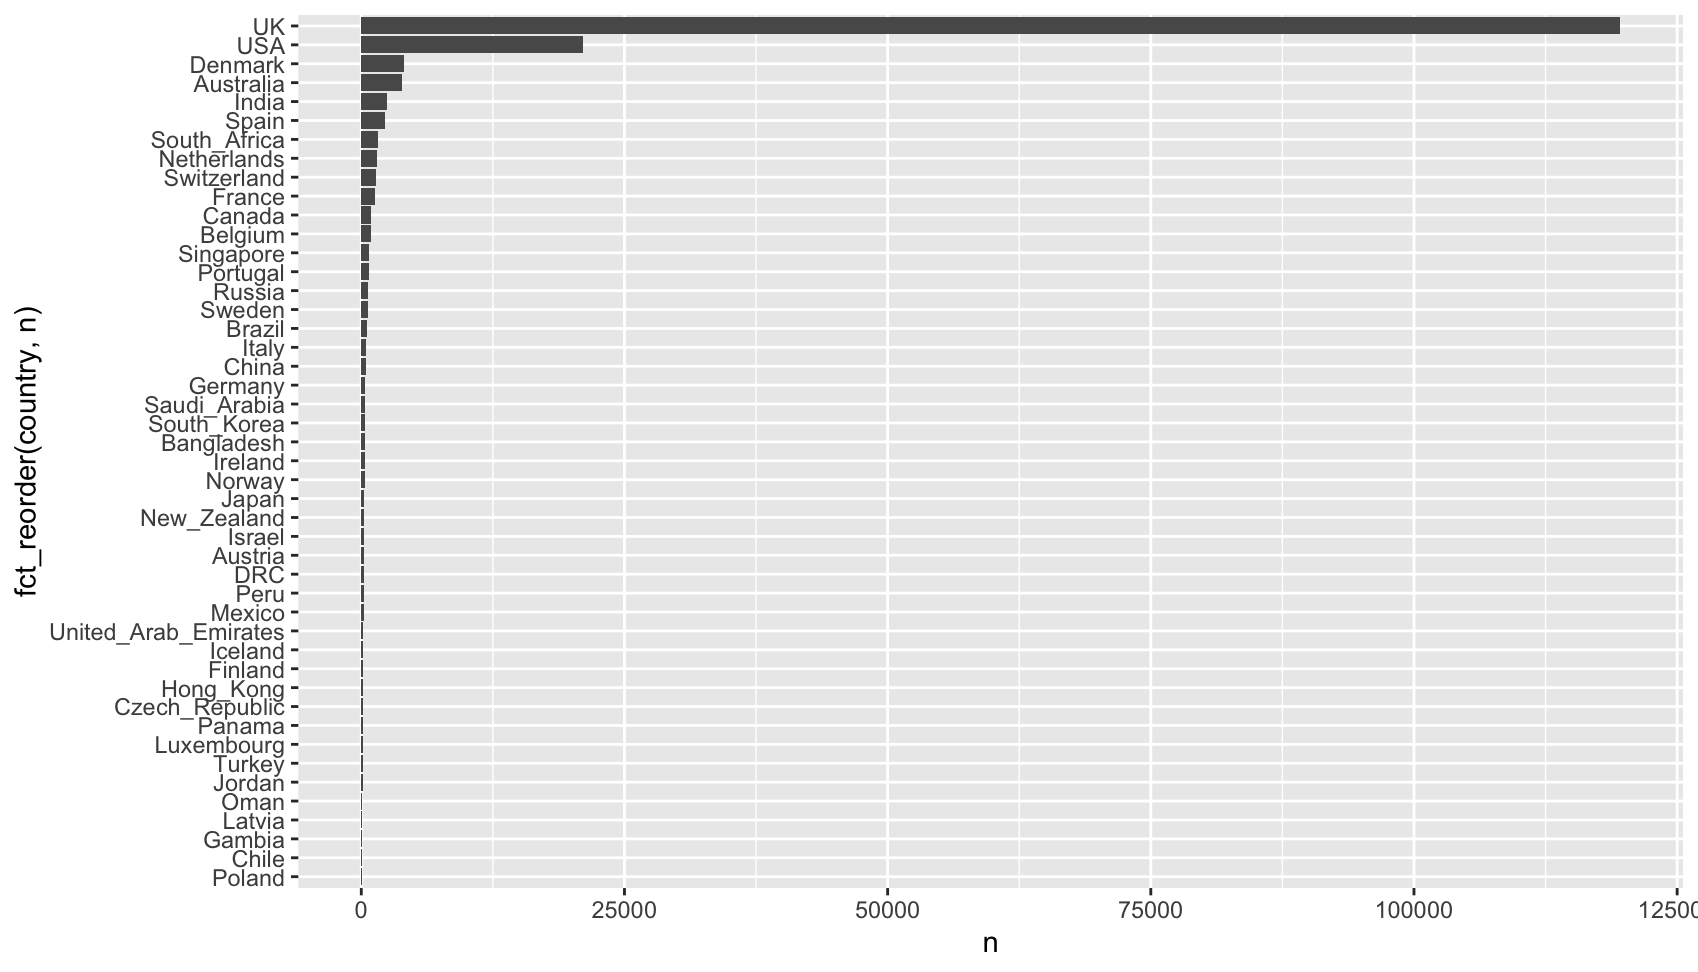 UK
USA
Denmark
Australia
India
Spain
South_Africa
Netherlands
Switzerland
France
Canada
Belgium
Singapore
Portugal
Russia
Sweden
Brazil
Italy
China
Germany
Saudi_Arabia
South_Korea
Bangladesh
Ireland
Norway
Japan
New_Zealand
Israel
Austria
DRC
Peru
Mexico
United_Arab_Emirates
Iceland
Finland
Hong_Kong
Czech_Republic
Panama
Luxembourg
Turkey
Jordan
Oman
Latvia
Gambia
Chile
Poland
fct_reorder(country, n)
0 25000 50000 75000 100000
n